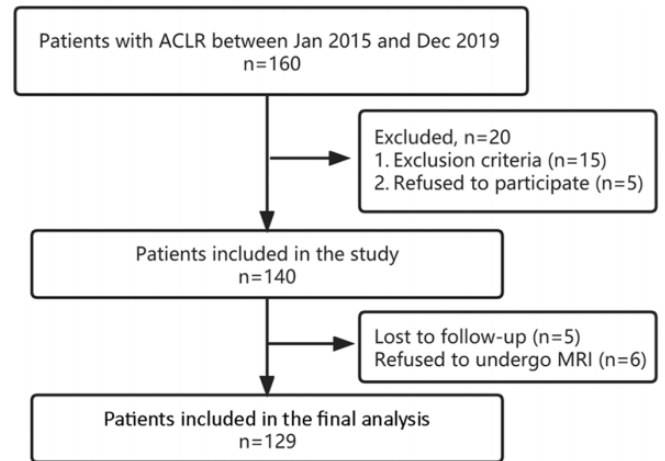 Patients with ACLR between Jan 2015 and Dec 2019
n=160
Excluded, n=20
1. Exclusion criteria (n=15)
2. Refused to participate (n=5)
Patients included in the study
n=140
Lost to follow-up (n=5)
Refused to undergo MRI (n=6)
Patients included in the final analysis
n=129